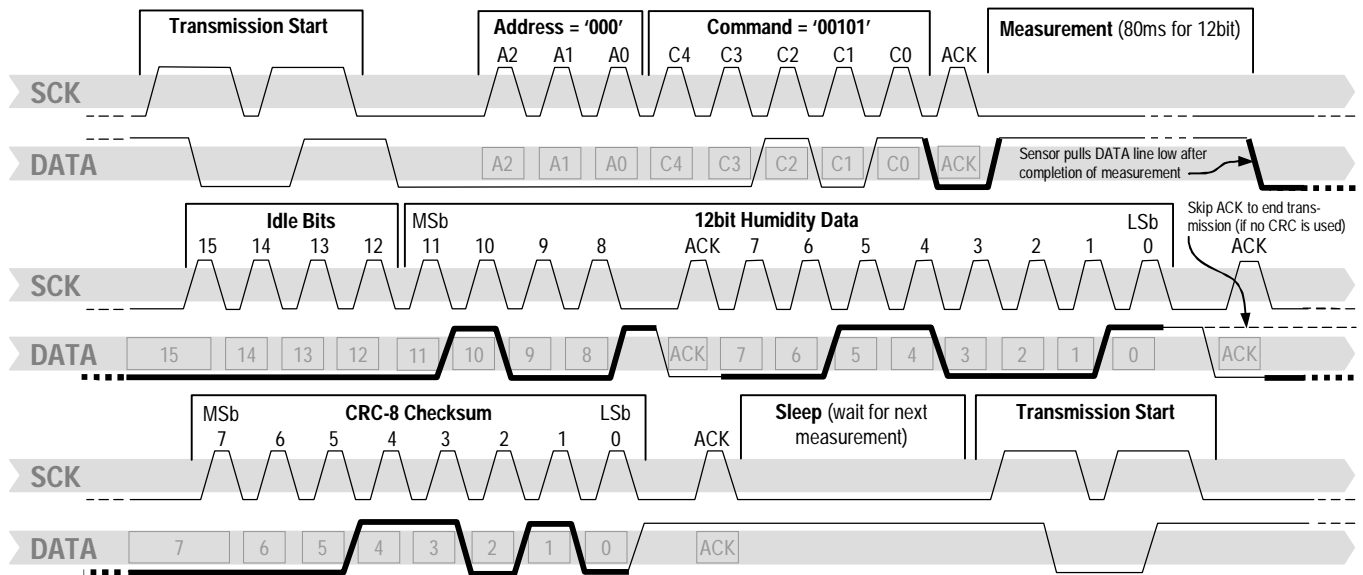 Transmission Start
Address = ‘000’
Command = ‘00101’
Measurement (80ms for 12bit)
A2 A1 A0 C4 C3 C2 C1 C0 ACK
SCK
DATA
A2 A1 A0 C4 C3 C2 C1 C0 ACK
Sensor pulls DATA line low after
completion of measurement
Skip ACK to end trans-
mission (if no CRC is used)
Idle Bits
MSb
12bit Humidity Data
LSb
15 14 13 12 11 10 9 8 ACK 7 6 5 4 3 2 1 0 ACK
SCK
DATA
15 14 13 12 11 10 9 8 ACK 7 6 5 4 3 2 1 0 ACK
MSb
CRC-8 Checksum
LSb
Sleep (wait for next
measurement)
Transmission Start
7 6 5 4 3 2 1 0 ACK
SCK
DATA
7 6 5 4 3 2 1 0 ACK